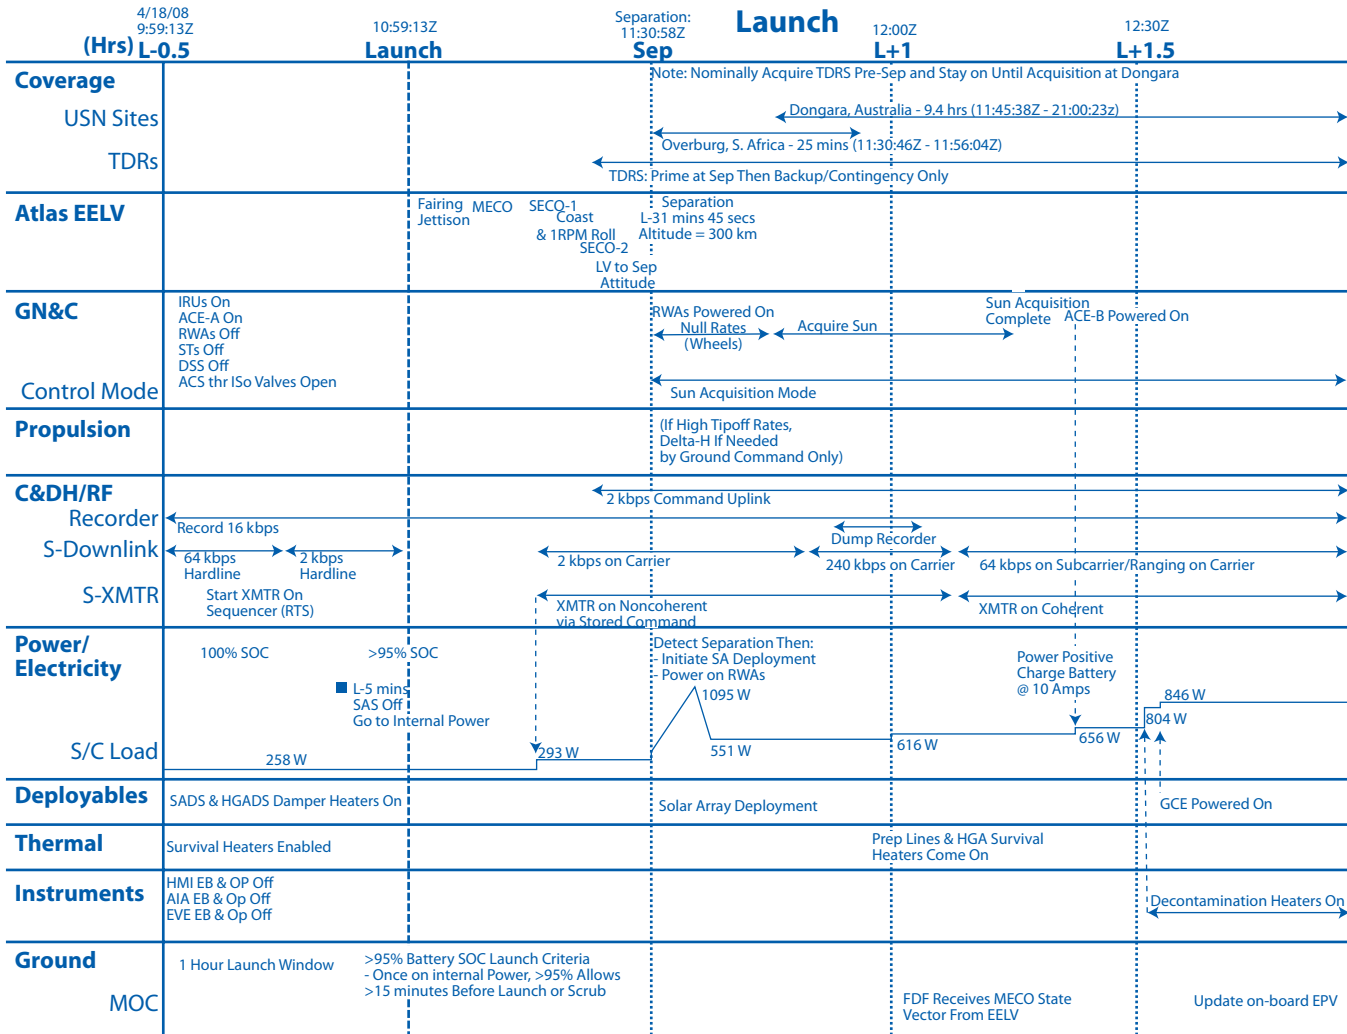 Launch
4/18/08
9:59:13Z
(Hrs) L-0.5
10:59:13Z
Launch
Separation:
11:30:58Z
Sep
12:00Z
L+1
12:30Z
L+1.5
Coverage
Note: Nominally Acquire TDRS Pre-Sep and Stay on Until Acquisition at Dongara
USN Sites
Dongara, Australia - 9.4 hrs (11:45:38Z - 21:00:23z)
Overburg, S. Africa - 25 mins (11:30:46Z - 11:56:04Z)
TDRs
TDRS: Prime at Sep Then Backup/Contingency Only
Atlas EELV
Fairing
Jettison
MECO
SECO-1
Coast
& 1RPM Roll
SECO-2
LV to Sep
Attitude
Separation
L-31 mins 45 secs
Altitude = 300 km
GN&C
IRUs On
ACE-A On
RWAs Off
STs Off
DSS Off
ACS thr ISo Valves Open
RWAs Powered On
Null Rates
(Wheels)
Acquire Sun
Sun Acquisition
Complete
ACE-B Powered On
Control Mode
Sun Acquisition Mode
Propulsion
(If High Tipoff Rates,
Delta-H If Needed
by Ground Command Only)
C&DH/RF
2 kbps Command Uplink
Recorder
Record 16 kbps
Dump Recorder
S-Downlink
64 kbps
Hardline
2 kbps
Hardline
2 kbps on Carrier
240 kbps on Carrier
64 kbps on Subcarrier/Ranging on Carrier
S-XMTR
Start XMTR On
Sequencer (RTS)
XMTR on Noncoherent
via Stored Command
XMTR on Coherent
Power/
Electricity
100% SOC
>95% SOC
L-5 mins
SAS Off
Go to Internal Power
Detect Separation Then:
- Initiate SA Deployment
- Power on RWAs
Power Positive
Charge Battery
@ 10 Amps
S/C Load
258 W
293 W
1095 W
551 W
616 W
656 W
804 W
846 W
Deployables
SADS & HGADS Damper Heaters On
Solar Array Deployment
GCE Powered On
Thermal
Survival Heaters Enabled
Prep Lines & HGA Survival
Heaters Come On
Instruments
HMI EB & OP Off
AIA EB & Op Off
EVE EB & Op Off
Decontamination Heaters On
Ground
1 Hour Launch Window
>95% Battery SOC Launch Criteria
- Once on internal Power, >95% Allows
>15 minutes Before Launch or Scrub
MOC
FDF Receives MECO State
Vector From EELV
Update on-board EPV